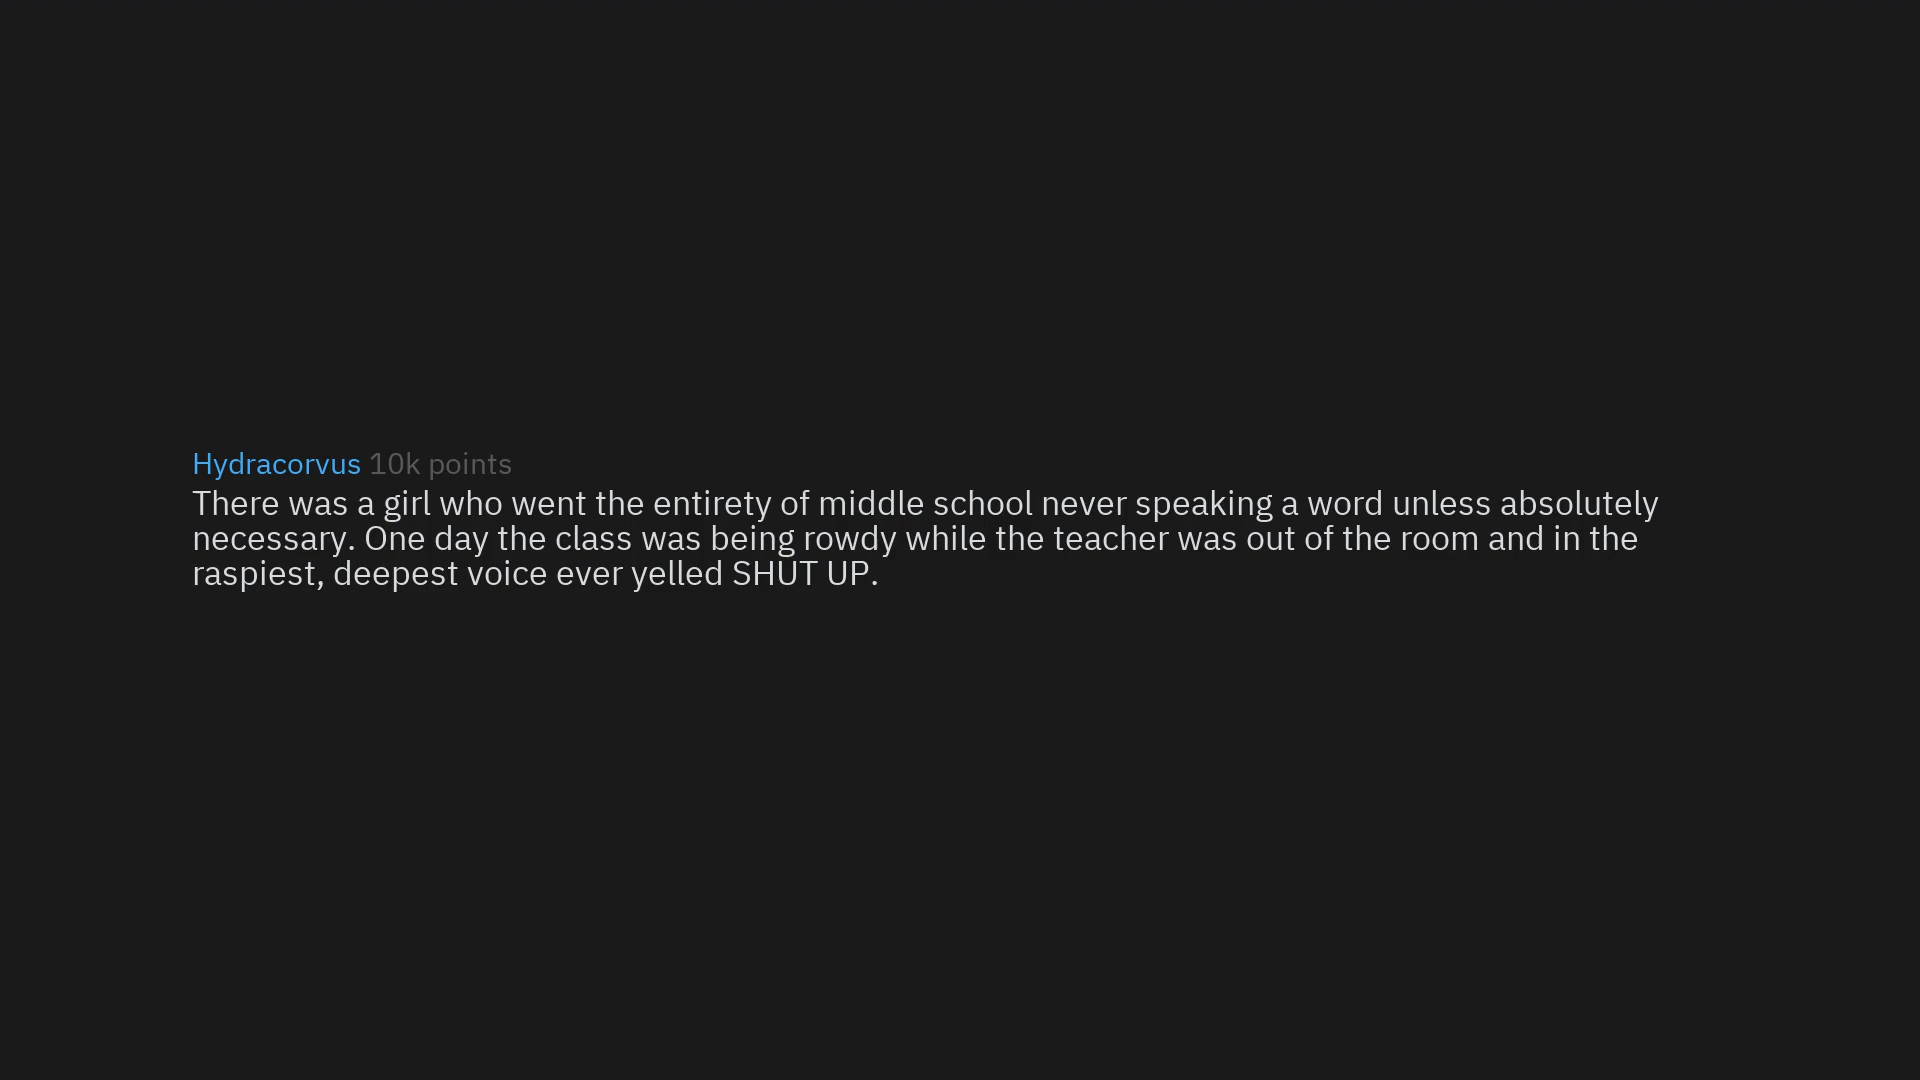 Hydracorvus 10k points
There was a girl who went the entirety of middle school never speaking a word unless absolutely
necessary. One day the class was being rowdy while the teacher was out of the room and in the
raspiest, deepest voice ever yelled SHUT UP.